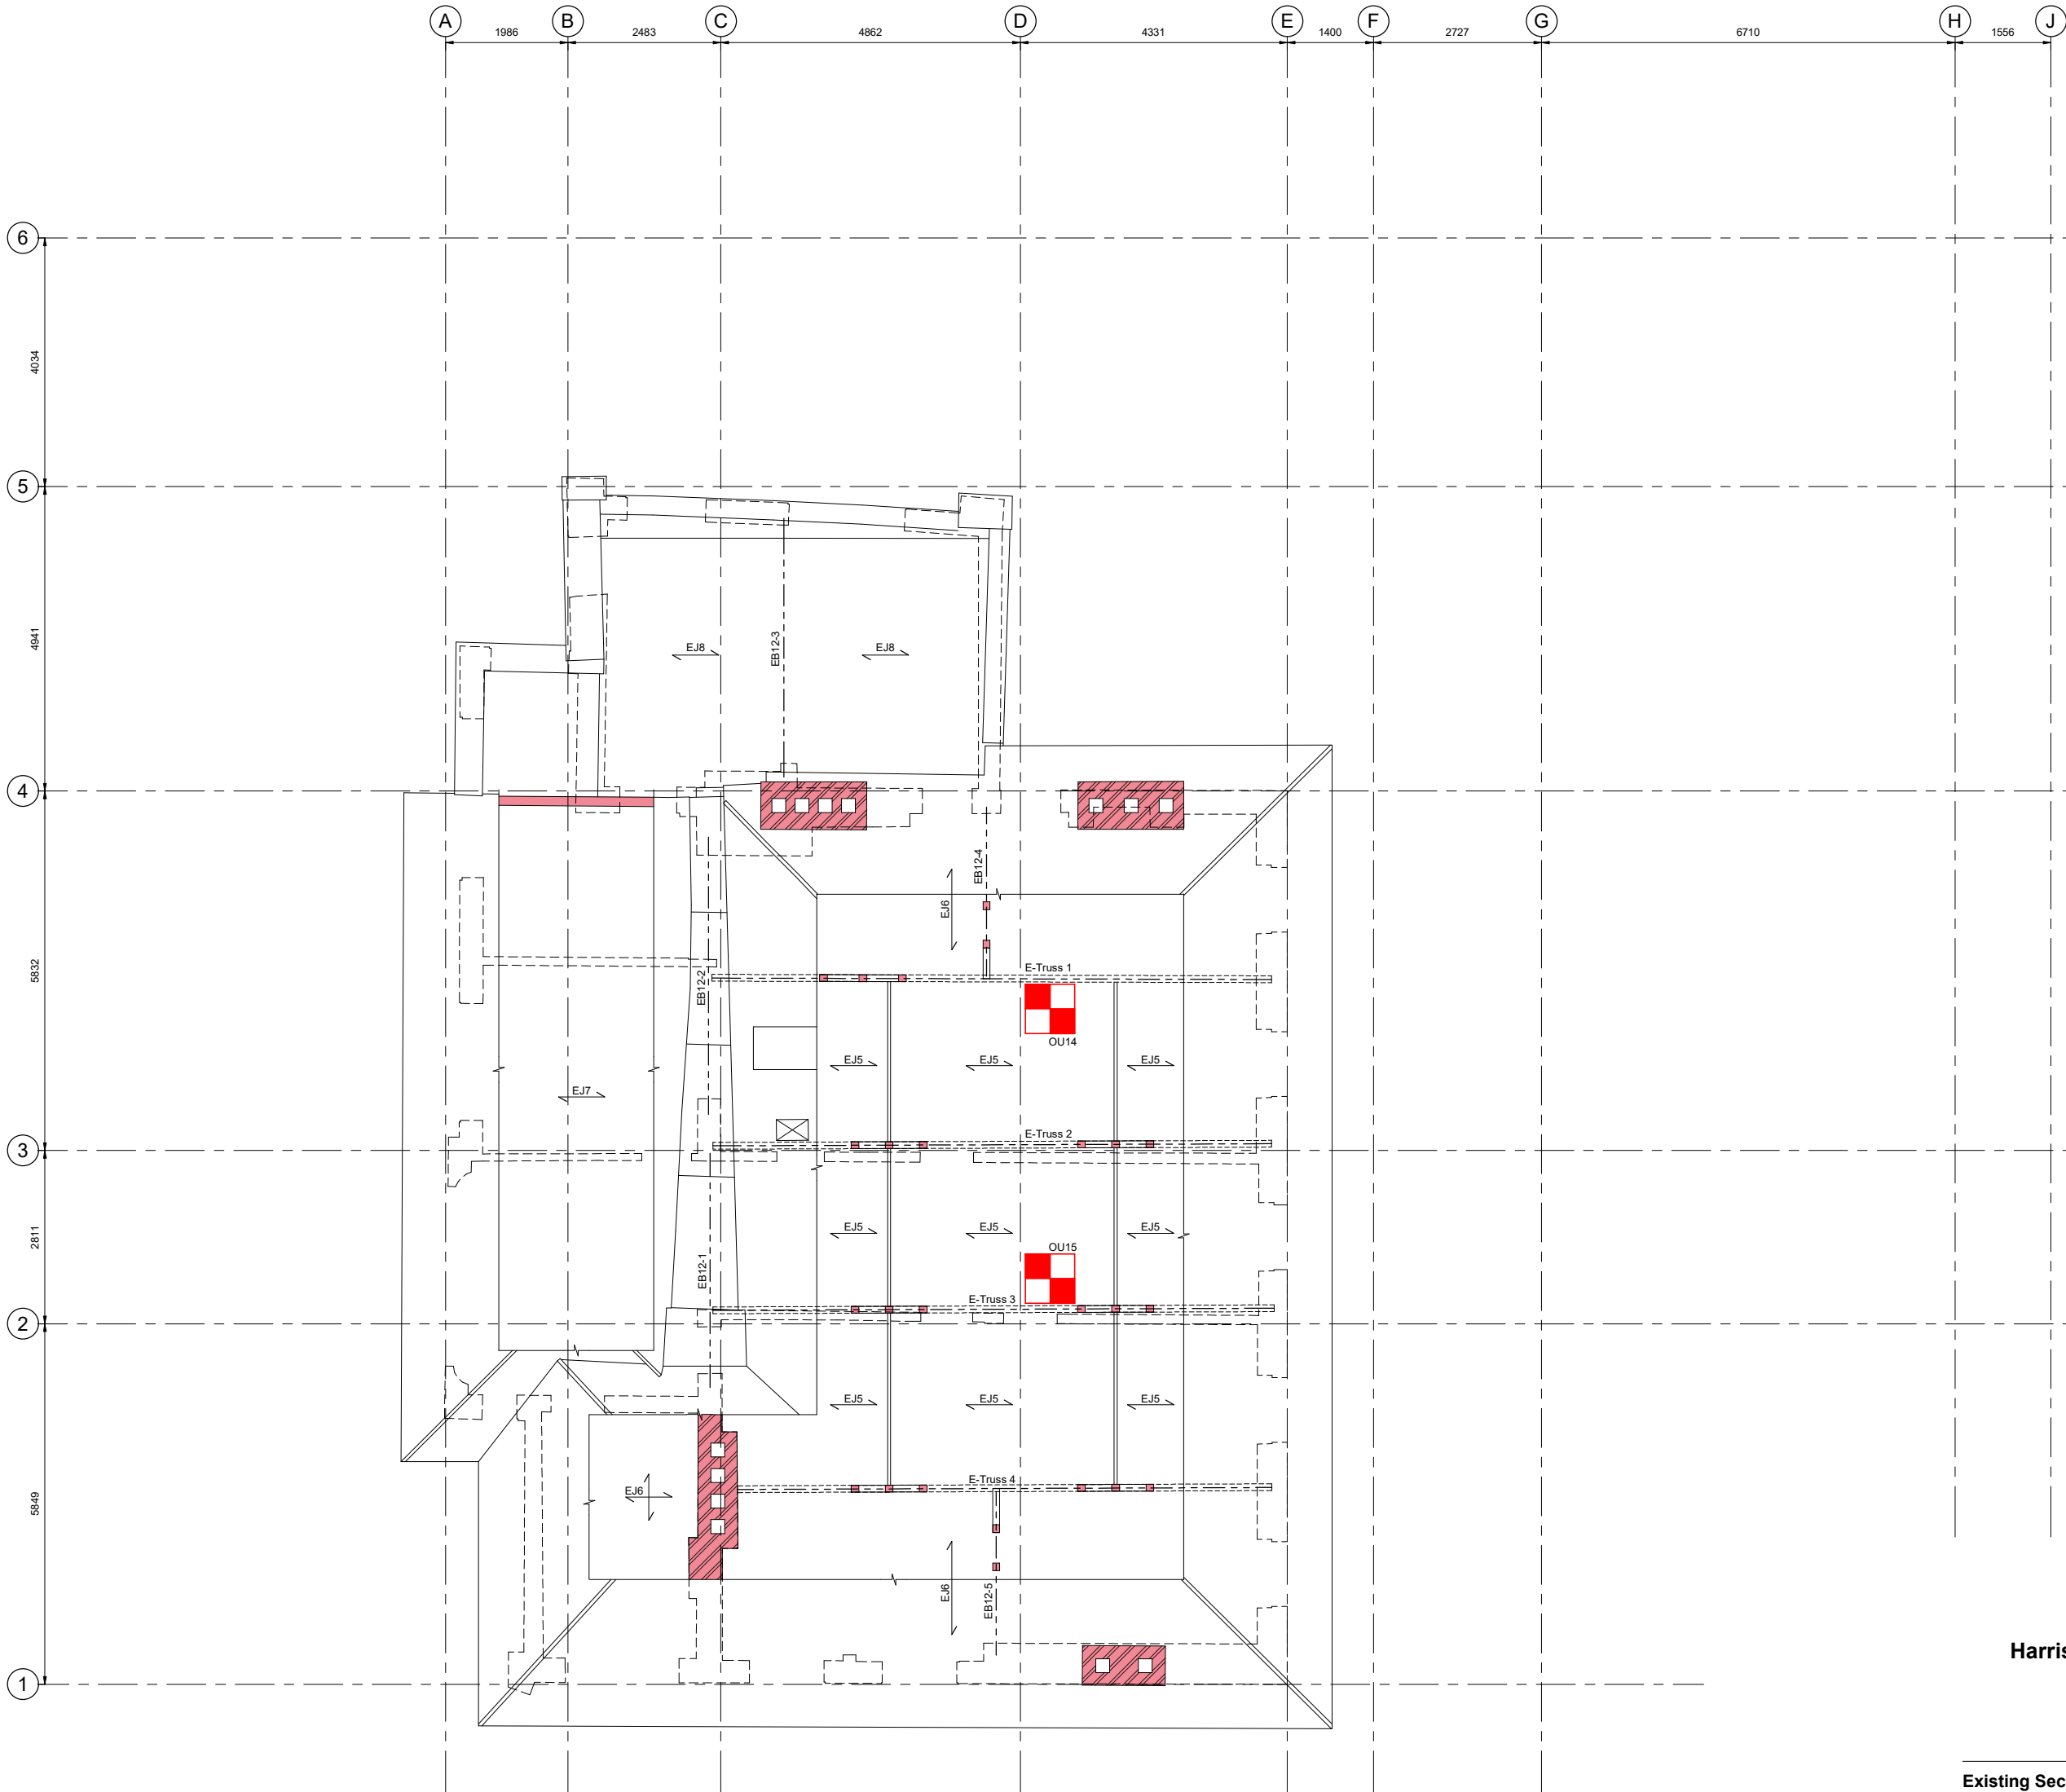 A B C D E F G H J
1986 2483 4862 4331 1400 2727 6710 1556
6
4034
5
4941
EJ8 EB12-3 EJ8
4
EB12-4
EJ6
5832
E-Truss 1
EB12-2
OU14
EJ5 EJ5 EJ5
EJ7
E-Truss 2
3
2811
EJ5 EJ5 EJ5
OU15
EB12-1
E-Truss 3
2
EJ5 EJ5 EJ5
E-Truss 4
EJ6
5849
EJ6 EB12-5
Harris
1
Existing Sec